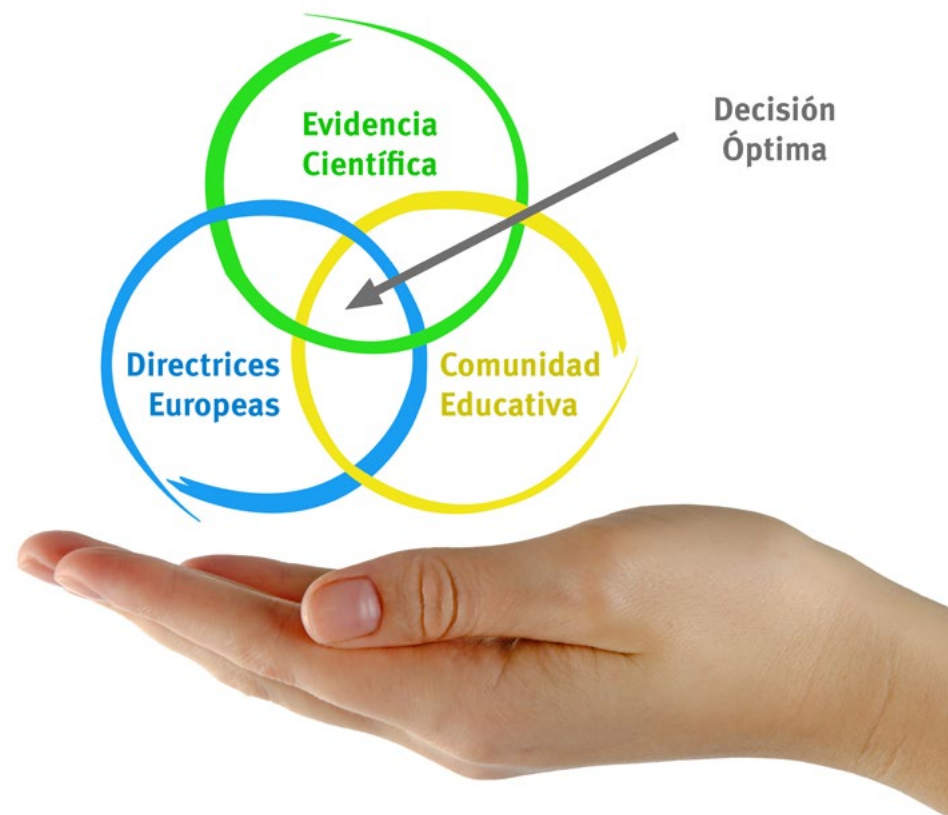 Evidencia
Científica
Decisión
Óptima
Directrices
Europeas
Comunidad
Educativa